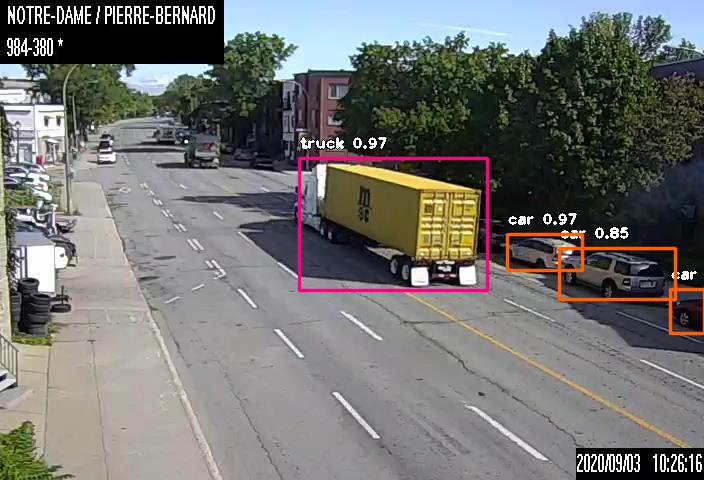 NOTRE-DAME / PIERRE-BERNARD
984-380 *
truck 0.97
car 0.97
car 0.85
car
m
SC
2020/09/03 10:26:16